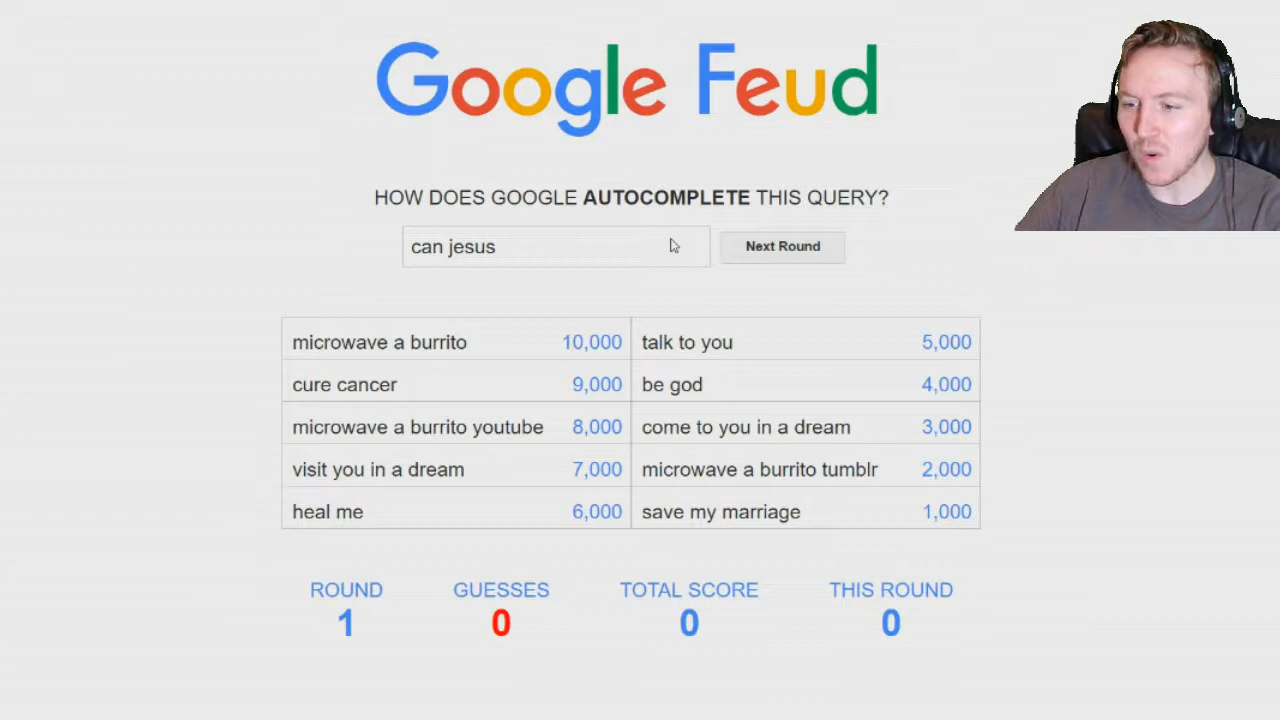 Google Feud
HOW DOES GOOGLE AUTOCOMPLETE THIS QUERY?
can jesus
Next Round
microwave a burrito 10,000
cure cancer 9,000
microwave a burrito youtube 8,000
visit you in a dream 7,000
heal me 6,000
talk to you 5,000
be god 4,000
come to you in a dream 3,000
microwave a burrito tumblr 2,000
save my marriage 1,000
ROUND GUESSES TOTAL SCORE THIS ROUND
1 0 0 0